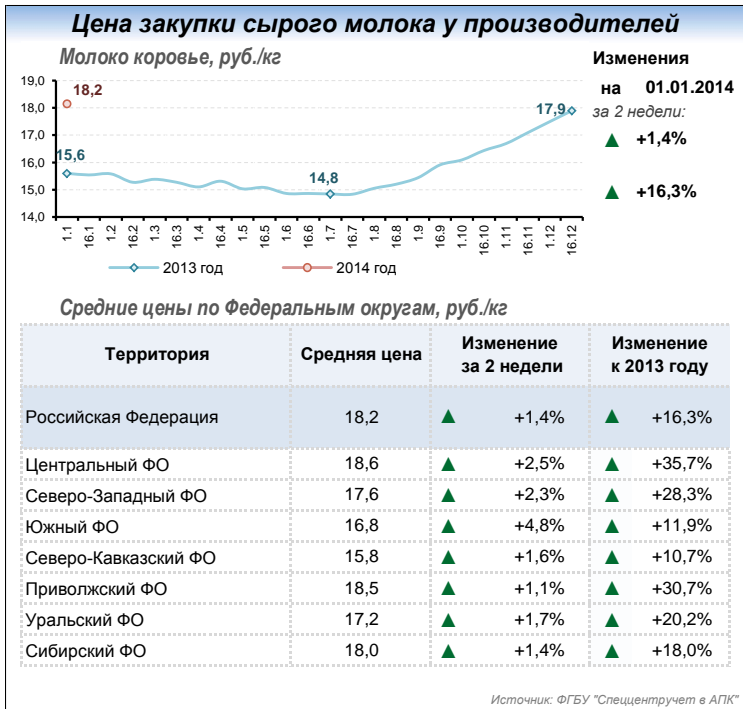 Цена закупки сырого молока у производителей
Молоко коровье, руб./кг
Изменения
на 01.01.2014
за 2 недели:
+1,4%
+16,3%
19,0
18,0
17,0
16,0
15,0
14,0
18,2
15,6
14,8
17,9
1.1 16.1 1.2 16.2 1.3 16.3 1.4 16.4 1.5 16.5 1.6 16.6 1.7 16.7 1.8 16.8 1.9 16.9 1.10 16.10 1.11 16.11 1.12 16.12
2013 год 2014 год
Средние цены по Федеральным округам, руб./кг
Территория Средняя цена Изменение за 2 недели Изменение к 2013 году
Российская Федерация 18,2 +1,4% +16,3%
Центральный ФО 18,6 +2,5% +35,7%
Северо-Западный ФО 17,6 +2,3% +28,3%
Южный ФО 16,8 +4,8% +11,9%
Северо-Кавказский ФО 15,8 +1,6% +10,7%
Приволжский ФО 18,5 +1,1% +30,7%
Уральский ФО 17,2 +1,7% +20,2%
Сибирский ФО 18,0 +1,4% +18,0%
Источник: ФГБУ "Спеццентручет в АПК"